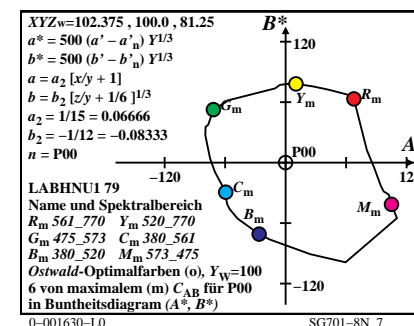 XYZw=102.375 , 100.0 , 81.25
a* = 500 (a’ - a’n ) Y1/3
b* = 500 (b’ - b’n ) Y1/3
a = a2 [x/y + 1]
b = b2 [z/y + 1/6 ]1/3
a2 = 1/15 = 0.06666
b2 = −1/12 = −0.08333
n = P00
LABHNU1 79
Name und Spektralbereich
Rm 561_770 Ym 520_770
Gm 475_573 Cm 380_561
Bm 380_520 Mm 573_475
Ostwald-Optimalfarben (o), YW=100
6 von maximalem (m) CAB für P00
in Buntheitsdiagram (A*, B*)
B*
120
Gm
Ym
Rm
P00
A
−120
12
Cm
Bm
Mm
−120
0–001630–L0
SG701–8N_7